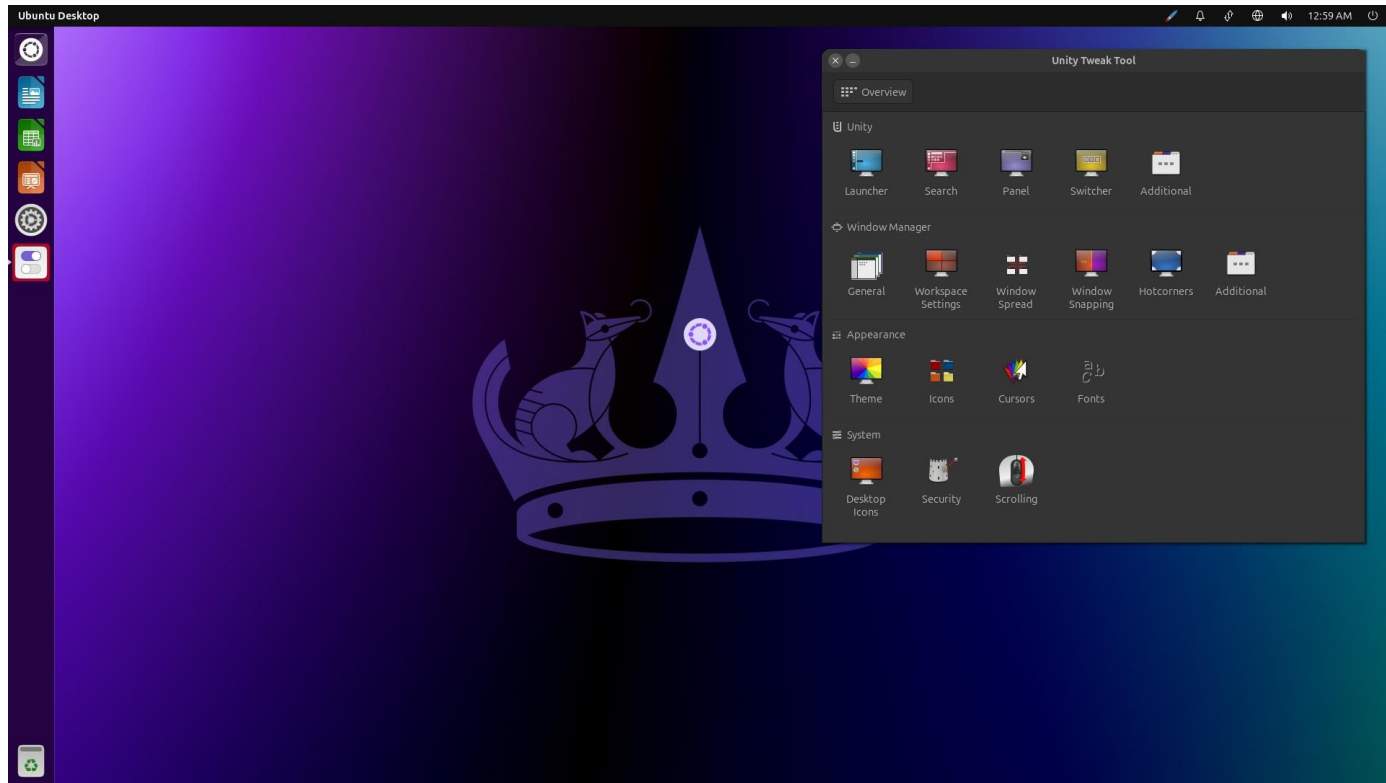 Ubuntu Desktop
12:59 AM
Unity Tweak Tool
Overview
Unity
Launcher
Search
Panel
Switcher
Additional
Window Manager
General
Workspace
Settings
Window
Spread
Window
Snapping
Hotcorners
Additional
Appearance
Theme
Icons
Cursors
Fonts
System
Desktop
Icons
Security
Scrolling